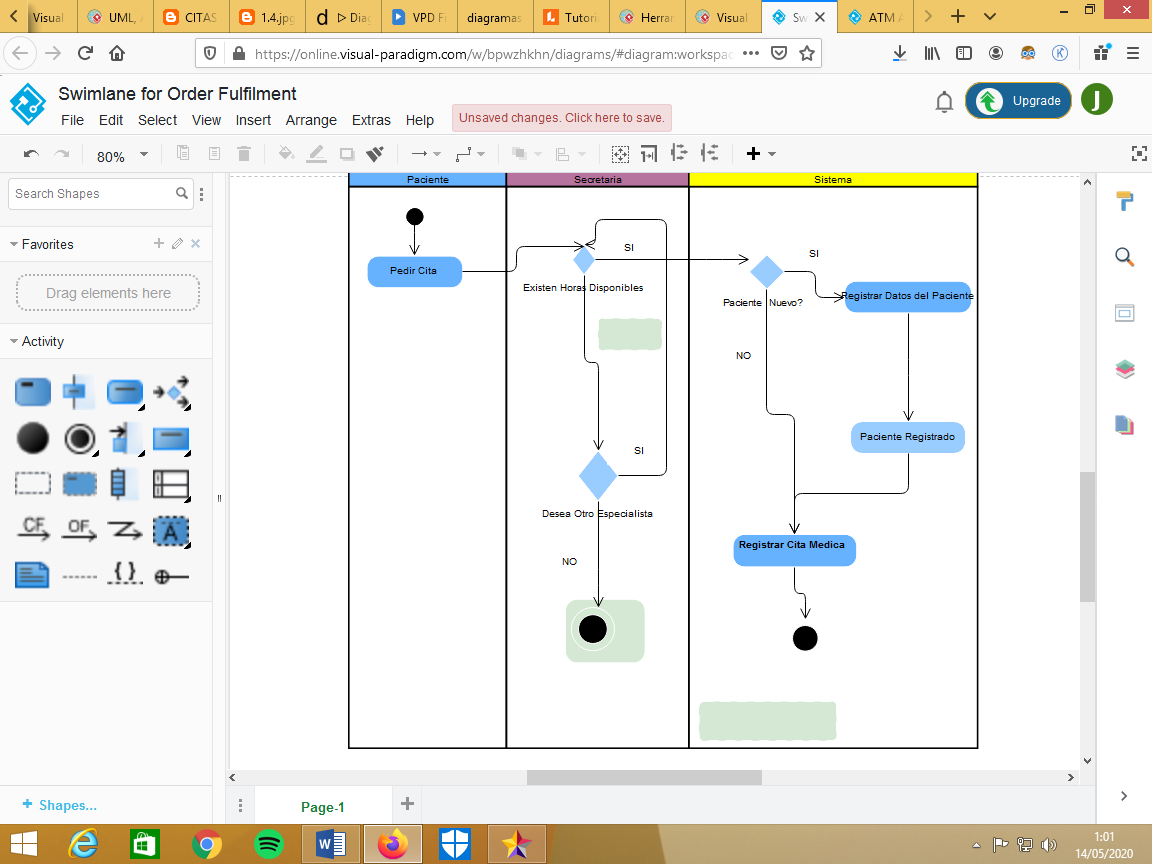 Visual
UML,
CITAS
1.4.jpg
Dia
VPD F
diagramas
Tutori
Herrar
Visual
Sw
ATM
https://online.visual-paradigm.com/w/bpwzhkhn/diagrams/#diagram:workspac
Swimlane for Order Fulfilment
File Edit Select View Insert Arrange Extras Help
Unsaved changes. Click here to save.
Upgrade
J
80%
Search Shapes
Favorites
Drag elements here
Activity
CF
OF
A
+ Shapes...
Paciente
Secretaria
Sistema
Pedir Cita
SI
Existen Horas Disponibles
SI
Paciente Nuevo?
Registrar Datos del Paciente
NO
Paciente Registrado
SI
Desea Otro Especialista
NO
Registrar Cita Medica
Page-1
1:01
14/05/2020